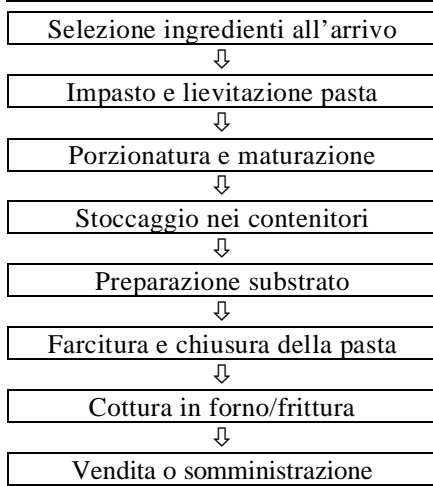 Selezione ingredienti all’arrivo
⇩
Impasto e lievitazione pasta
⇩
Porzionatura e maturazione
⇩
Stoccaggio nei contenitori
⇩
Preparazione substrato
⇩
Farcitura e chiusura della pasta
⇩
Cottura in forno/frittura
⇩
Vendita o somministrazione